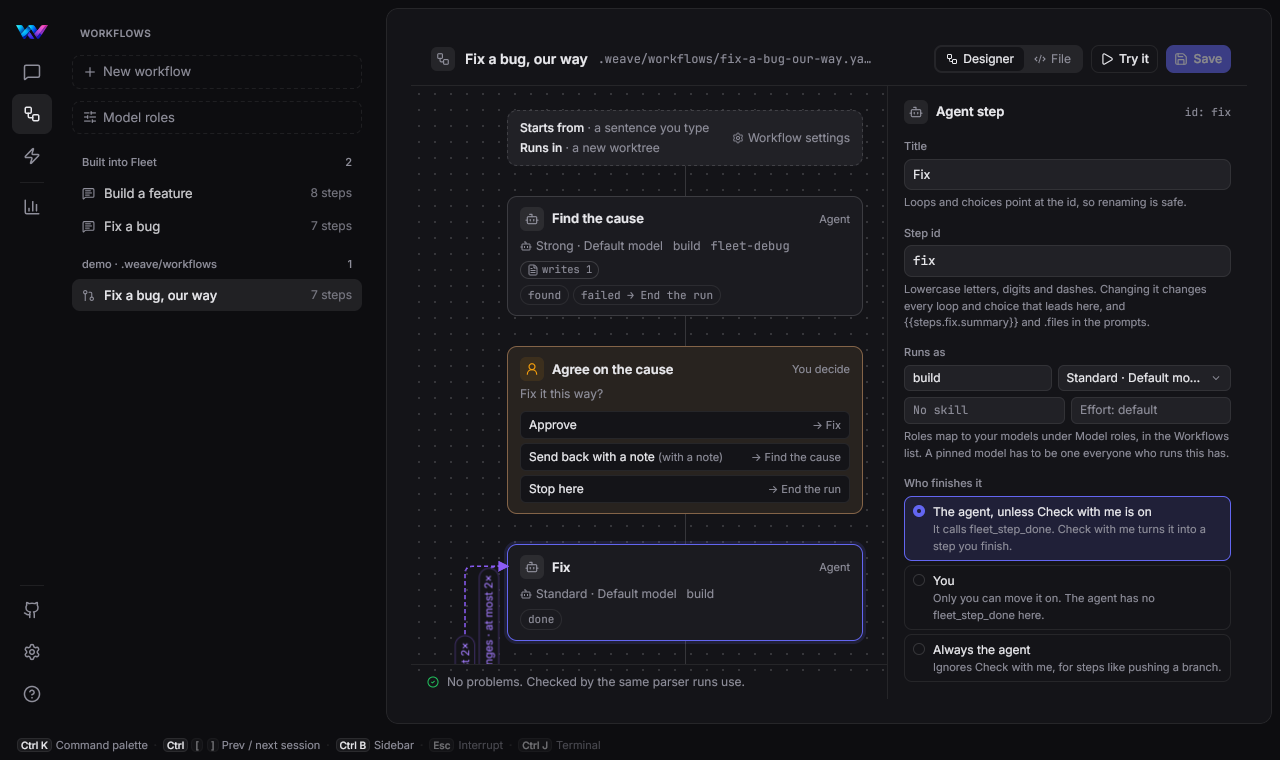 WORKFLOWS
New workflow
Model roles
Built into Fleet 2
Build a feature 8 steps
Fix a bug 7 steps
demo · .weave/workflows 1
Fix a bug, our way 7 steps
Fix a bug, our way .weave/workflows/fix-a-bug-our-way.ya…
Designer File Try it Save
Starts from · a sentence you type
Runs in · a new worktree
Workflow settings
Find the cause Agent
Strong · Default model build fleet-debug
writes 1
found failed → End the run
Agree on the cause You decide
Fix it this way?
Approve → Fix
Send back with a note (with a note) → Find the cause
Stop here → End the run
Fix Agent
Standard · Default model build
done
nges · at most 2×
t 2×
No problems. Checked by the same parser runs use.
Agent step id: fix
Title
Fix
Loops and choices point at the id, so renaming is safe.
Step id
fix
Lowercase letters, digits and dashes. Changing it changes
every loop and choice that leads here, and
{{steps.fix.summary}} and .files in the prompts.
Runs as
build Standard · Default mo...
No skill Effort: default
Roles map to your models under Model roles, in the Workflows
list. A pinned model has to be one everyone who runs this has.
Who finishes it
The agent, unless Check with me is on
It calls fleet_step_done. Check with me turns it into a
step you finish.
You
Only you can move it on. The agent has no
fleet_step_done here.
Always the agent
Ignores Check with me, for steps like pushing a branch.
Ctrl K Command palette · Ctrl [ ] Prev / next session · Ctrl B Sidebar · Esc Interrupt · Ctrl J Terminal